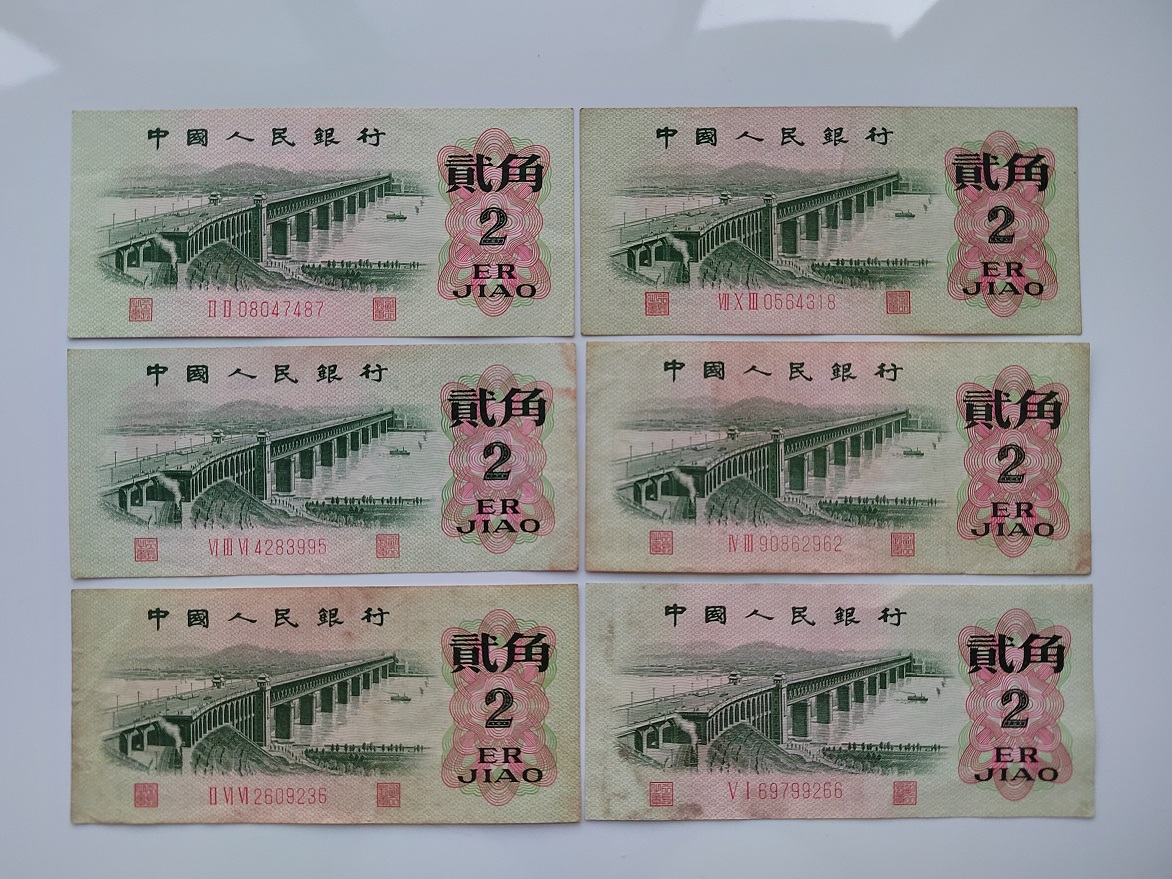 中國人民銀行
貳角
2
ER
JIAO
ⅡⅡ08047487
中國人民銀行
貳角
2
ER
JIAO
ⅦⅩⅢ0564318
中國人民銀行
貳角
2
ER
JIAO
ⅥⅢⅥ4283995
中國人民銀行
貳角
2
ER
JIAO
ⅣⅢ90862962
中國人民銀行
貳角
2
ER
JIAO
ⅡⅥⅥ2609236
中國人民銀行
貳角
2
ER
JIAO
ⅤⅠ69799266